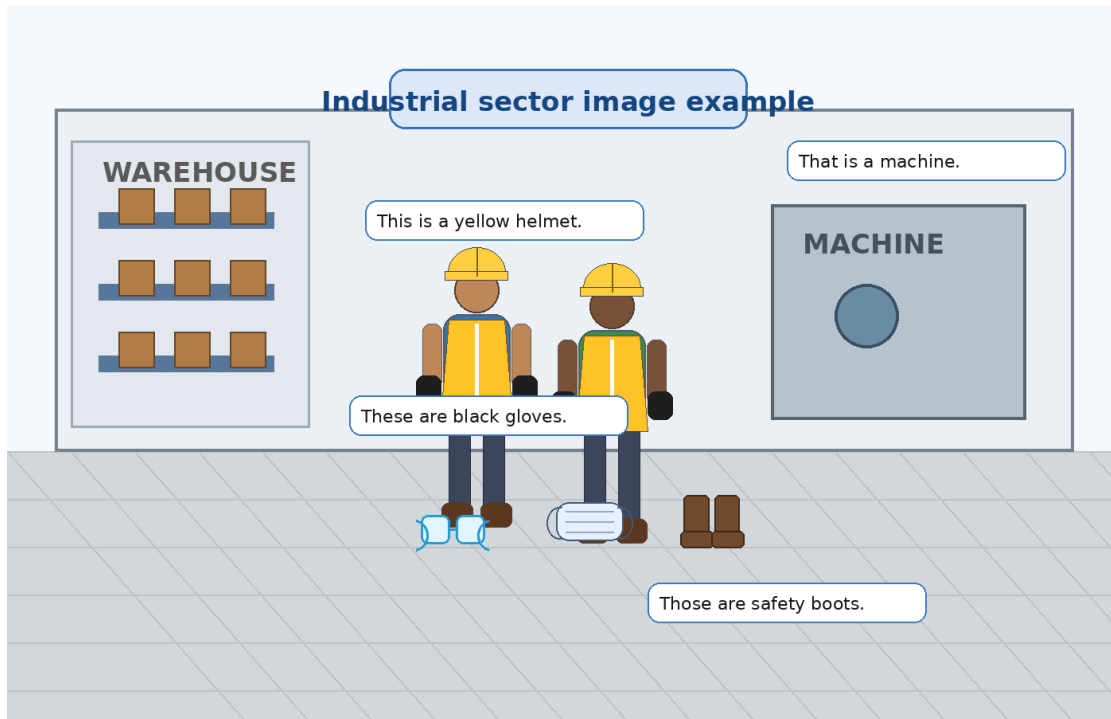 Industrial sector image example
That is a machine.
WAREHOUSE
This is a yellow helmet.
MACHINE
These are black gloves.
Those are safety boots.